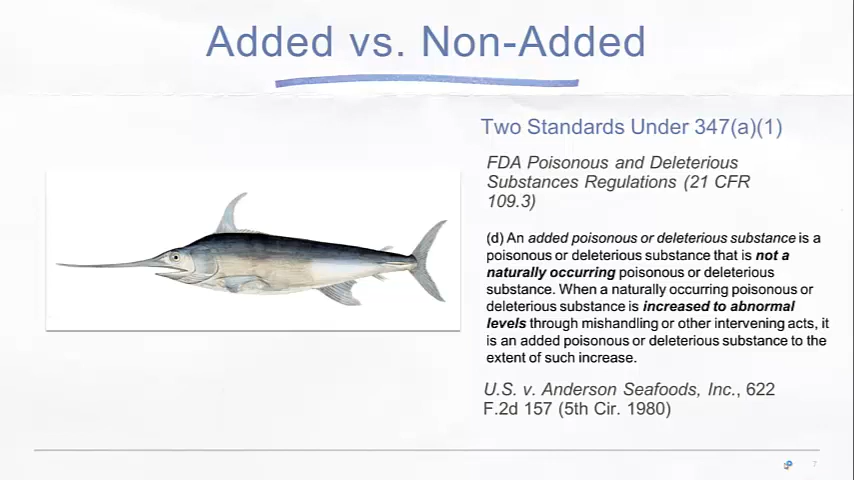 Added vs. Non-Added
Two Standards Under 347(a)(1)
FDA Poisonous and Deleterious
Substances Regulations (21 CFR
109.3)
(d) An added poisonous or deleterious substance is a
poisonous or deleterious substance that is not a
naturally occurring poisonous or deleterious
substance. When a naturally occurring poisonous or
deleterious substance is increased to abnormal
levels through mishandling or other intervening acts, it
is an added poisonous or deleterious substance to the
extent of such increase.
U.S. v. Anderson Seafoods, Inc., 622
F.2d 157 (5th Cir. 1980)
7